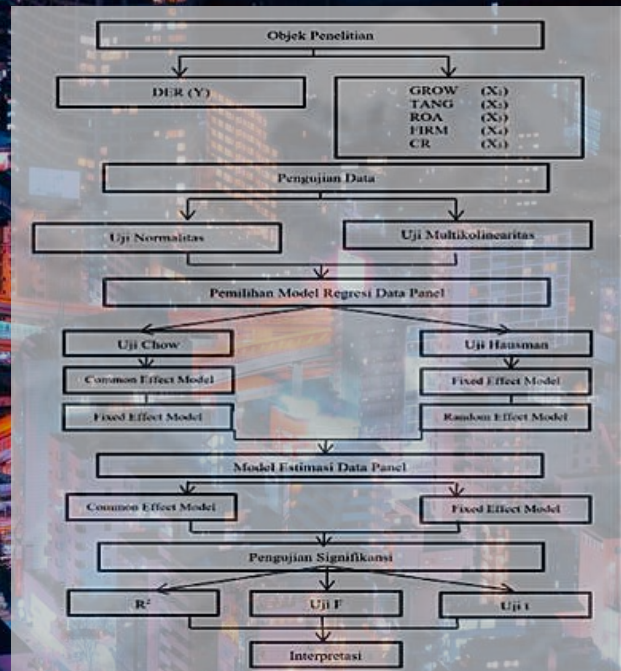 Objek Penelitian
DER (Y)
GROW (X₁)
TANG (X₂)
ROA (X₃)
FIRM (X₄)
CR (X₅)
Pengujian Data
Uji Normalitas
Uji Multikolinearitas
Pemilihan Model Regresi Data Panel
Uji Chow
Uji Hausman
Common Effect Model
Fixed Effect Model
Fixed Effect Model
Random Effect Model
Model Estimasi Data Panel
Common Effect Model
Fixed Effect Model
Pengujian Signifikansi
R²
Uji F
Uji t
Interpretasi